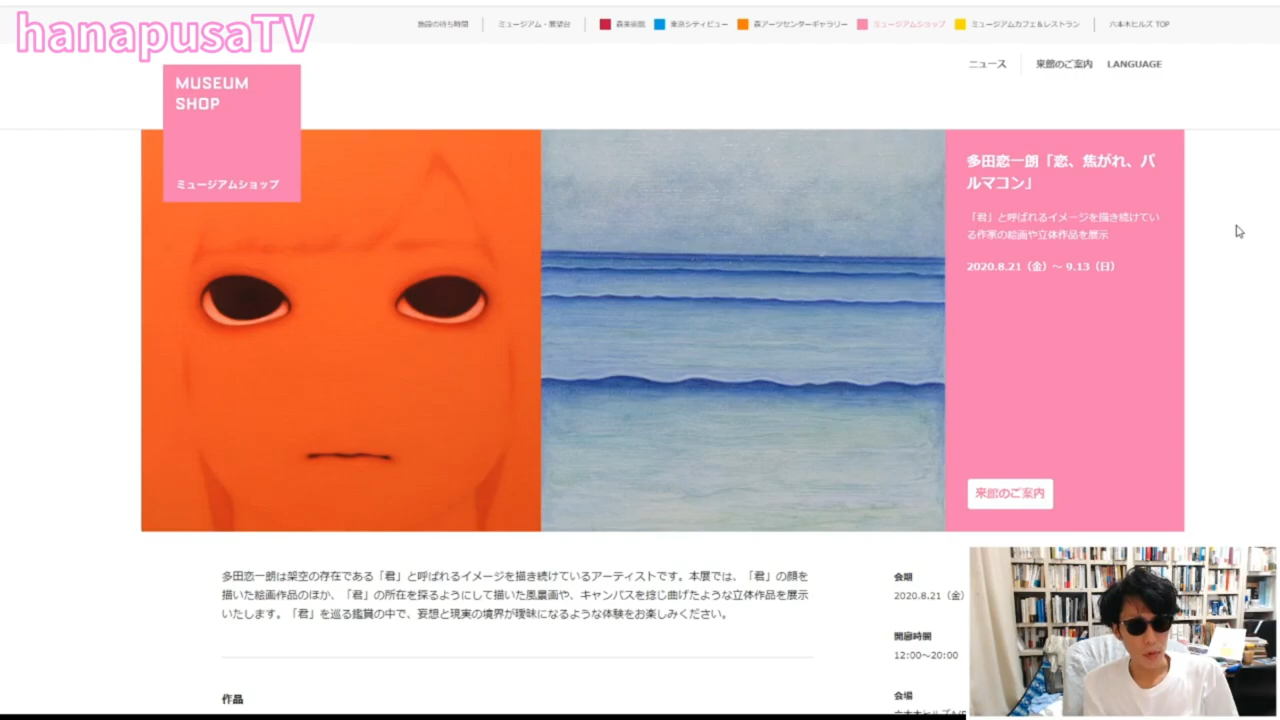 hanapusaTV
施設の待ち時間
ミュージアム・展望台
森美術館
東京シティビュー
森アーツセンターギャラリー
ミュージアムショップ
ミュージアムカフェ&レストラン
六本木ヒルズ TOP
ニュース
来館のご案内
LANGUAGE
MUSEUM
SHOP
ミュージアムショップ
多田恋一朗「恋、焦がれ、バ
ルマコン」
「君」と呼ばれるイメージを描き続けてい
る作家の絵画や立体作品を展示
2020.8.21（金）～ 9.13（日）
来館のご案内
多田恋一朗は架空の存在である「君」と呼ばれるイメージを描き続けているアーティストです。本展では、「君」の顔を
描いた絵画作品のほか、「君」の所在を探るようにして描いた風景画や、キャンバスを捻じ曲げたような立体作品を展示
いたします。「君」を巡る鑑賞の中で、妄想と現実の境界が曖昧になるような体験をお楽しみください。
作品
会期
2020.8.21（金）
開廊時間
12:00～20:00
会場